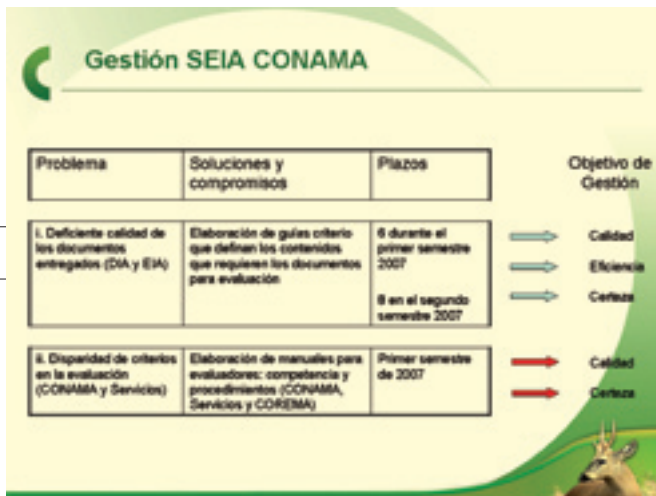 Gestión SEIA CONAMA
Problema
Soluciones y
compromisos
Plazos
Objetivo de
Gestión
i. Deficiente calidad de
los documentos
entregados (DIA y EIA)
Elaboración de guías criterio
que definan los contenidos
que requieren los documentos
para evaluación
6 durante el
primer semestre
2007
8 en el segundo
semestre 2007
Calidad
Eficiencia
Certeza
ii. Disparidad de criterios
en la evaluación
(CONAMA y Servicios)
Elaboración de manuales para
evaluadores: competencia y
procedimientos (CONAMA,
Servicios y COREMA)
Primer semestre
de 2007
Calidad
Certeza